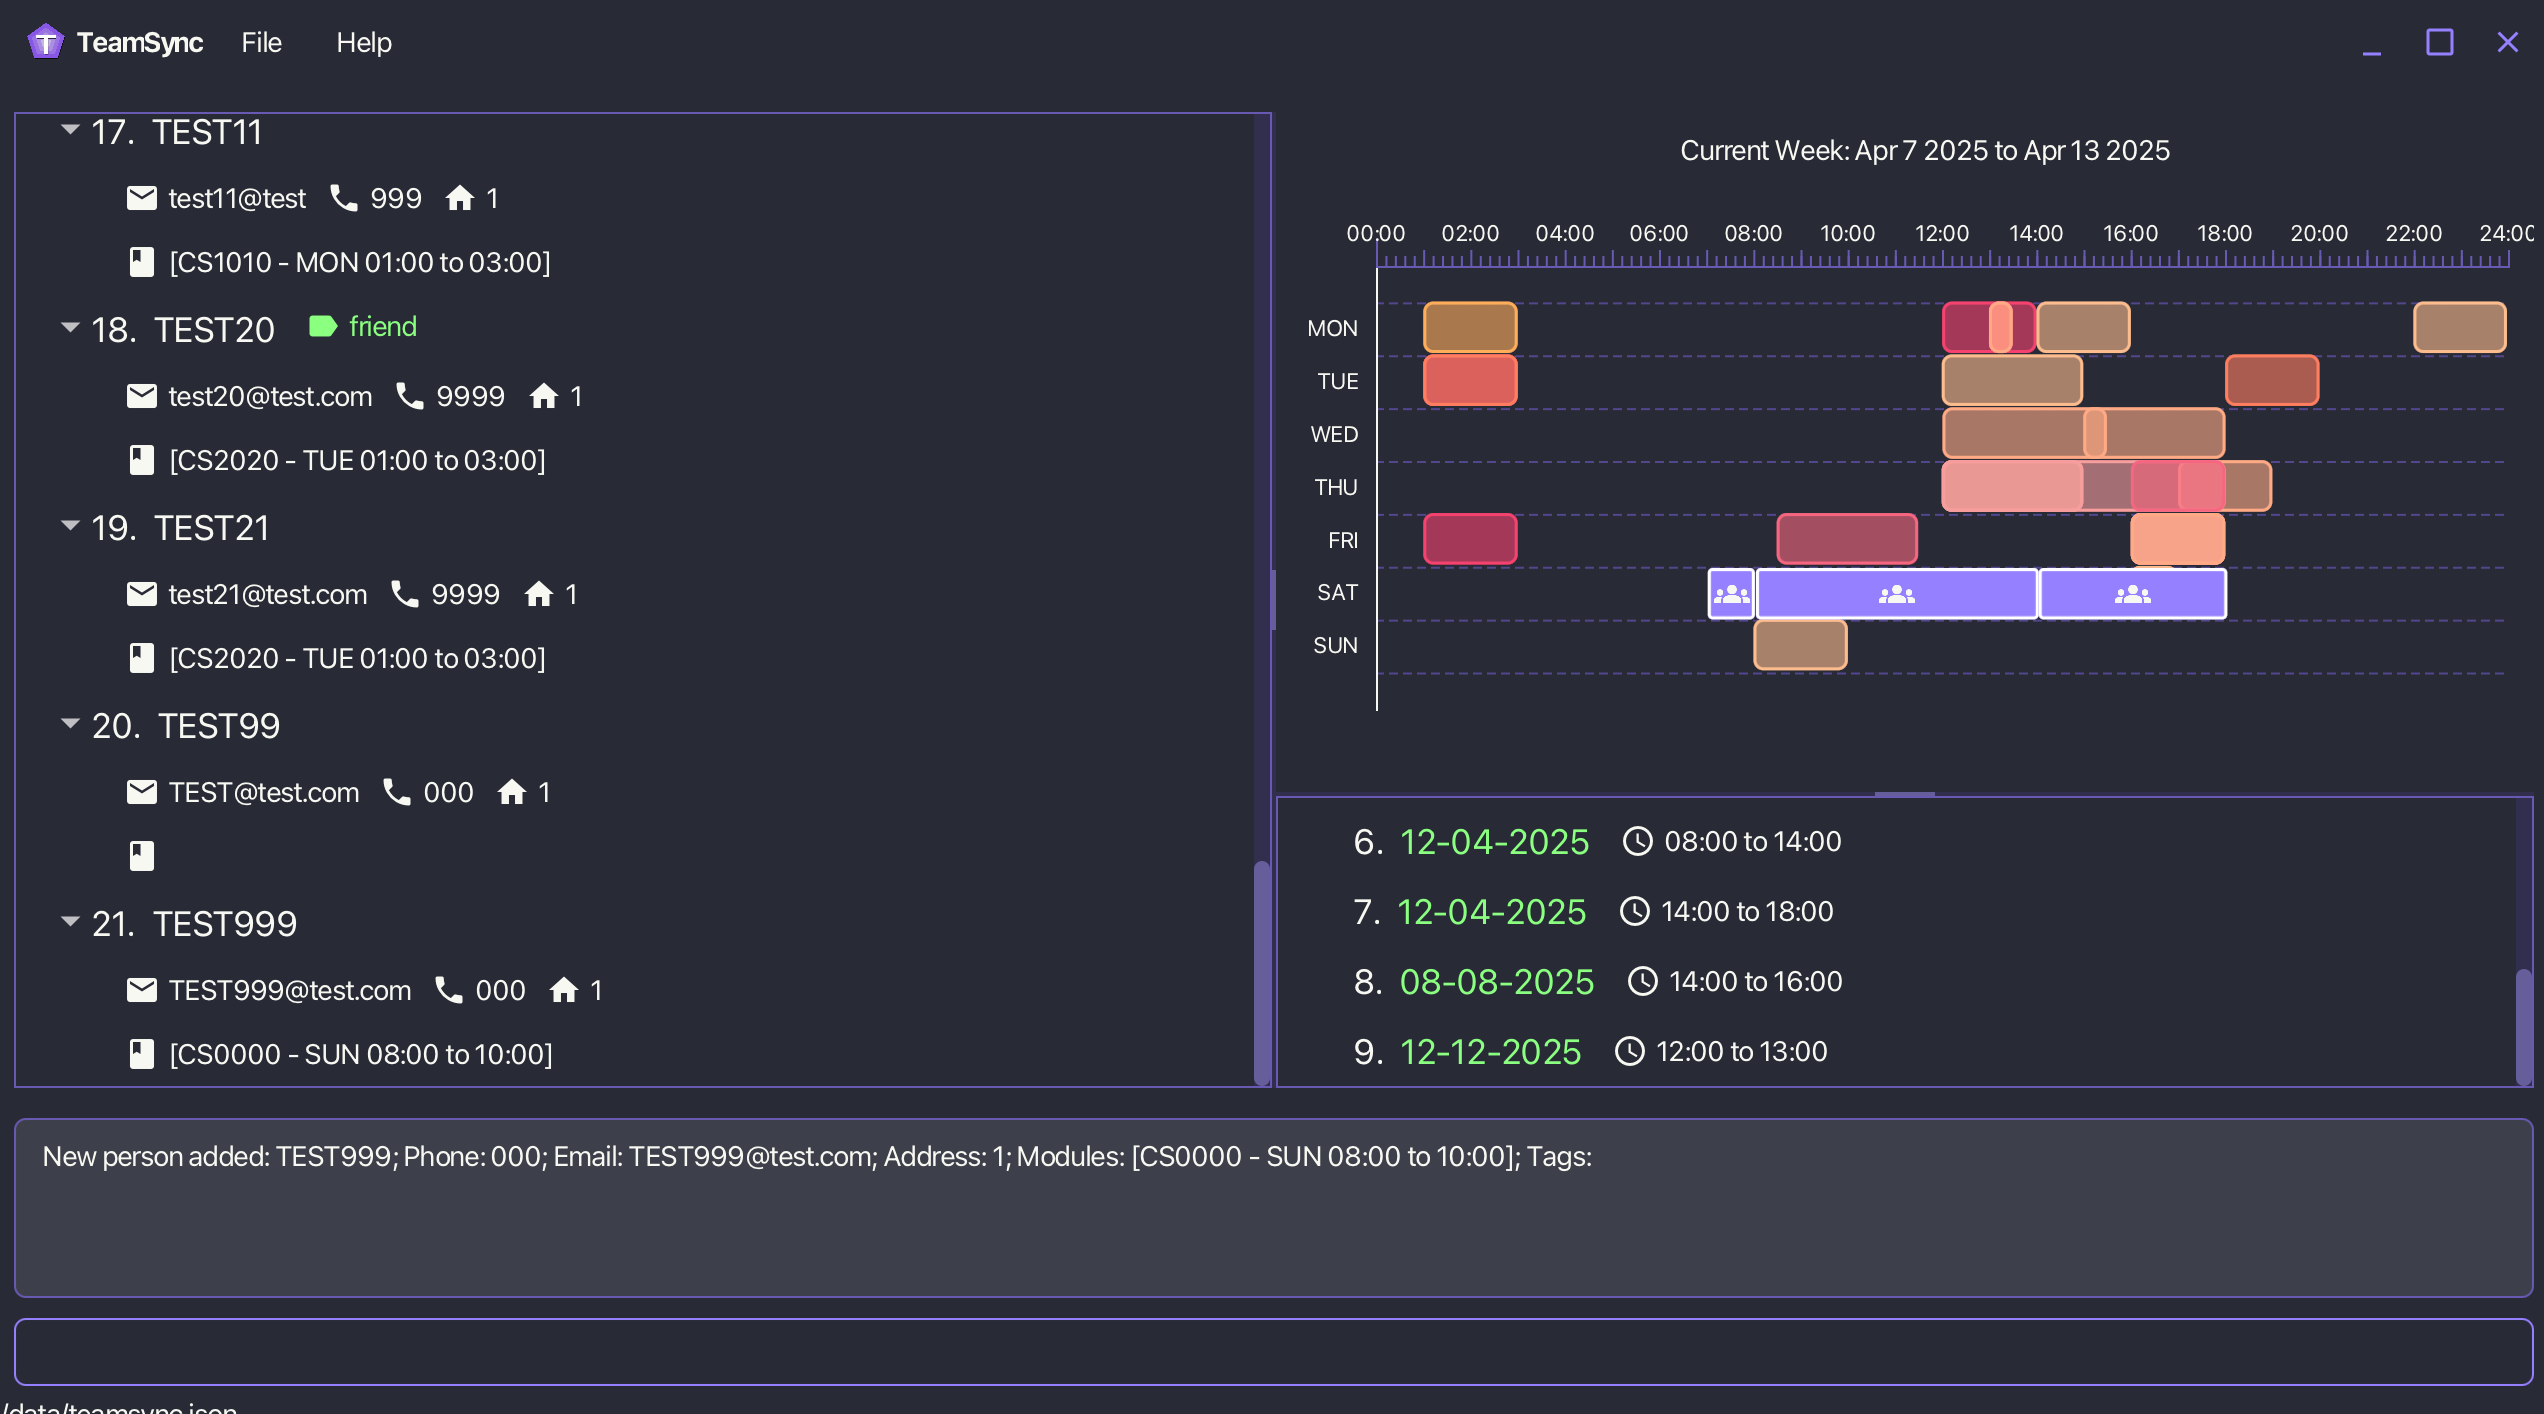 TeamSync File Help
17. TEST11
test11@test 999 1
[CS1010 - MON 01:00 to 03:00]
18. TEST20 friend
test20@test.com 9999 1
[CS2020 - TUE 01:00 to 03:00]
19. TEST21
test21@test.com 9999 1
[CS2020 - TUE 01:00 to 03:00]
20. TEST99
TEST@test.com 000 1
21. TEST999
TEST999@test.com 000 1
[CS0000 - SUN 08:00 to 10:00]
Current Week: Apr 7 2025 to Apr 13 2025
00:00 02:00 04:00 06:00 08:00 10:00 12:00 14:00 16:00 18:00 20:00 22:00 24:00
MON
TUE
WED
THU
FRI
SAT
SUN
6. 12-04-2025 08:00 to 14:00
7. 12-04-2025 14:00 to 18:00
8. 08-08-2025 14:00 to 16:00
9. 12-12-2025 12:00 to 13:00
New person added: TEST999; Phone: 000; Email: TEST999@test.com; Address: 1; Modules: [CS0000 - SUN 08:00 to 10:00]; Tags:
/data/teamsync.json